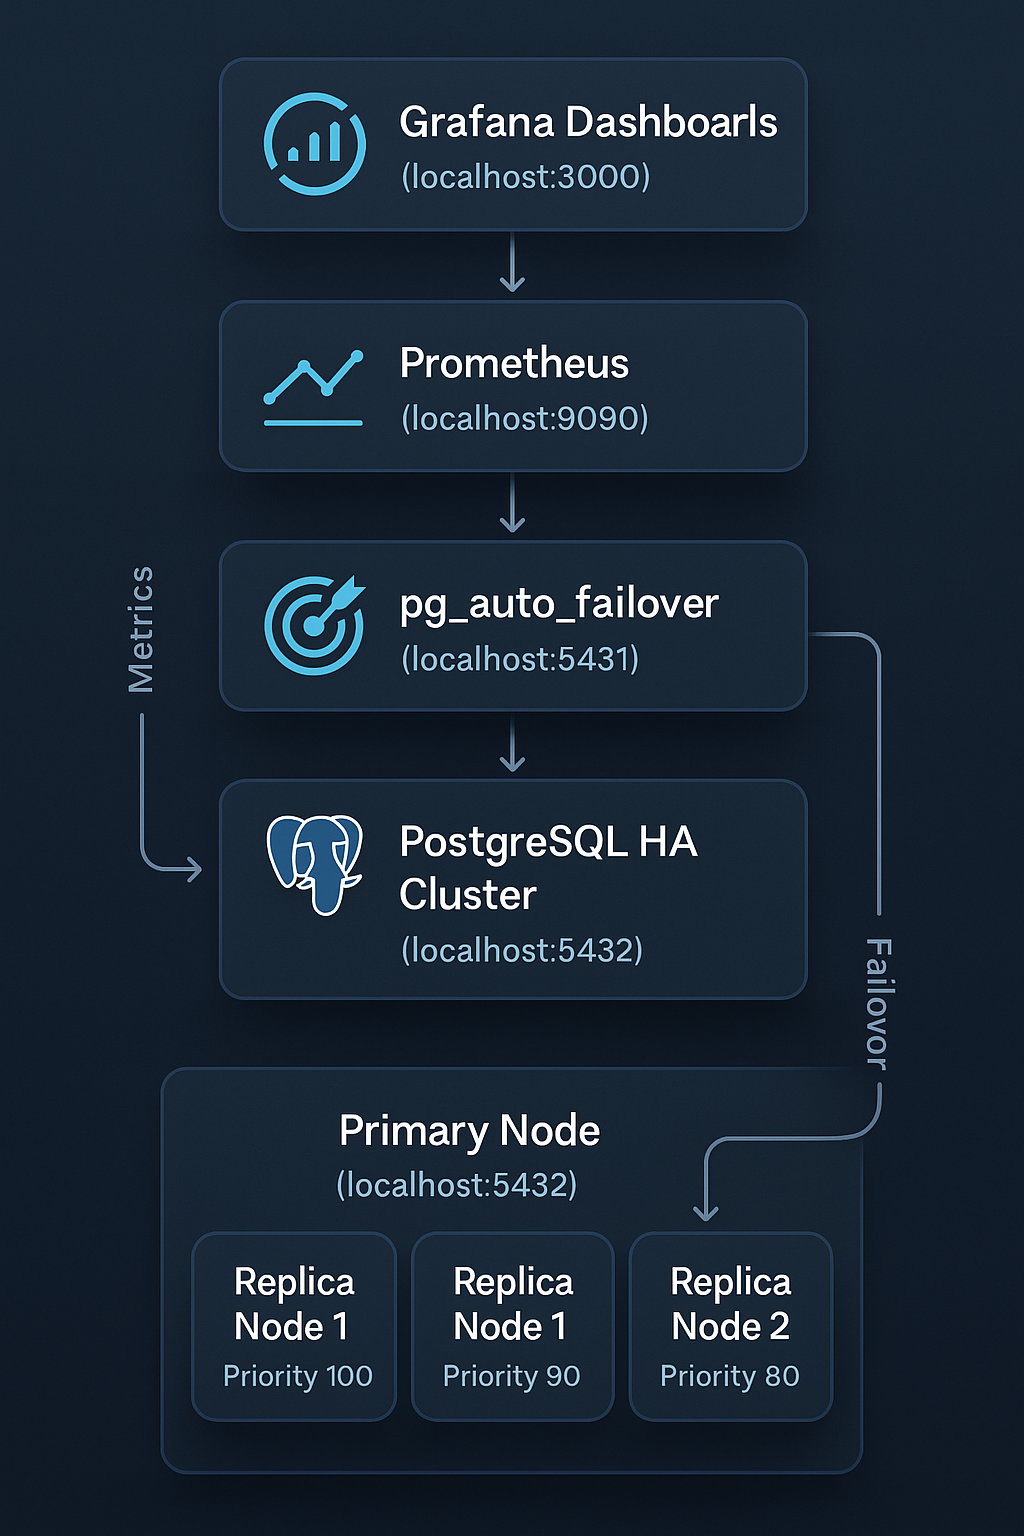 Grafana Dashboarls
(localhost:3000)
Prometheus
(localhost:9090)
Metrics
pg_auto_failover
(localhost:5431)
PostgreSQL HA
Cluster
(localhost:5432)
Failovor
Primary Node
(localhost:5432)
Replica
Node 1
Priority 100
Replica
Node 1
Priority 90
Replica
Node 2
Priority 80